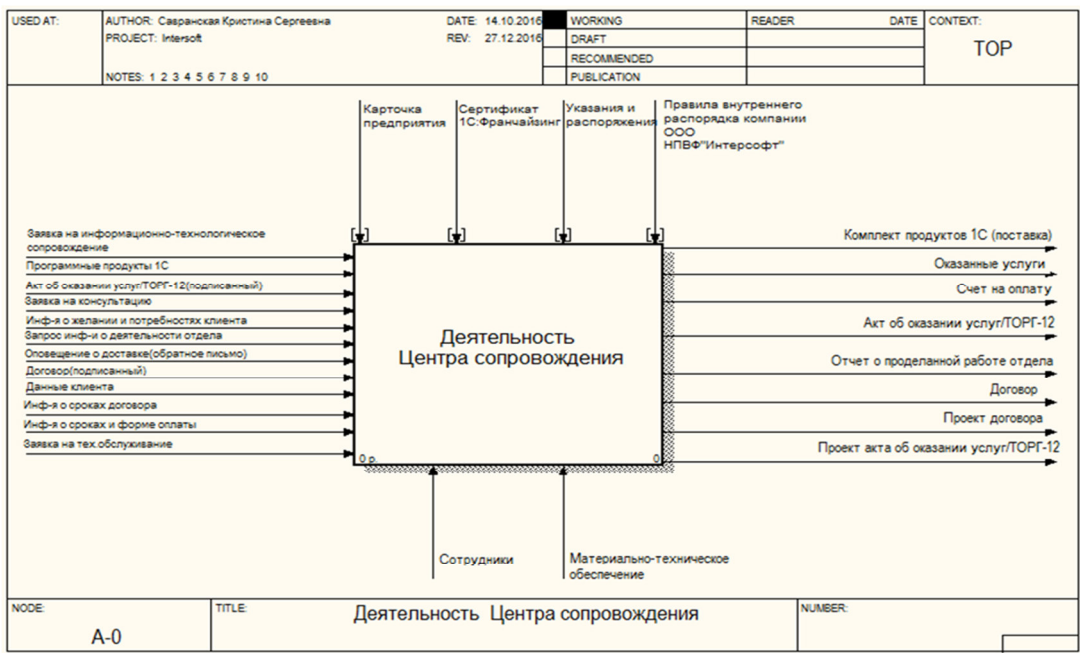 USED AT:
AUTHOR: Савранская Кристина Сергеевна
DATE: 14.10.2016
WORKING
READER
DATE
CONTEXT:
PROJECT: Intersoft
REV: 27.12.2016
DRAFT
TOP
RECOMMENDED
NOTES: 1 2 3 4 5 6 7 8 9 10
PUBLICATION
Карточка
предприятия
Сертификат
1С:Франчайзинг
Указания и
распоряжения
Правила внутреннего
распорядка компании
ООО
НПВФ"Интерсофт"
Заявка на информационно-технологическое
сопровождение
Программные продукты 1С
Акт об оказании услуг/ТОРГ-12(подписанный)
Заявка на консультацию
Инф-я о желании и потребностях клиента
Запрос инф-и о деятельности отдела
Оповещение о доставке(обратное письмо)
Договор(подписанный)
Данные клиента
Инф-я о сроках договора
Инф-я о сроках и форме оплаты
Заявка на тех.обслуживание
Деятельность
Центра сопровождения
0 р.
0
Комплект продуктов 1С (поставка)
Оказанные услуги
Счет на оплату
Акт об оказании услуг/ТОРГ-12
Отчет о проделанной работе отдела
Договор
Проект договора
Проект акта об оказании услуг/ТОРГ-12
Сотрудники
Материально-техническое
обеспечение
NODE:
TITLE:
NUMBER:
A-0
Деятельность Центра сопровождения